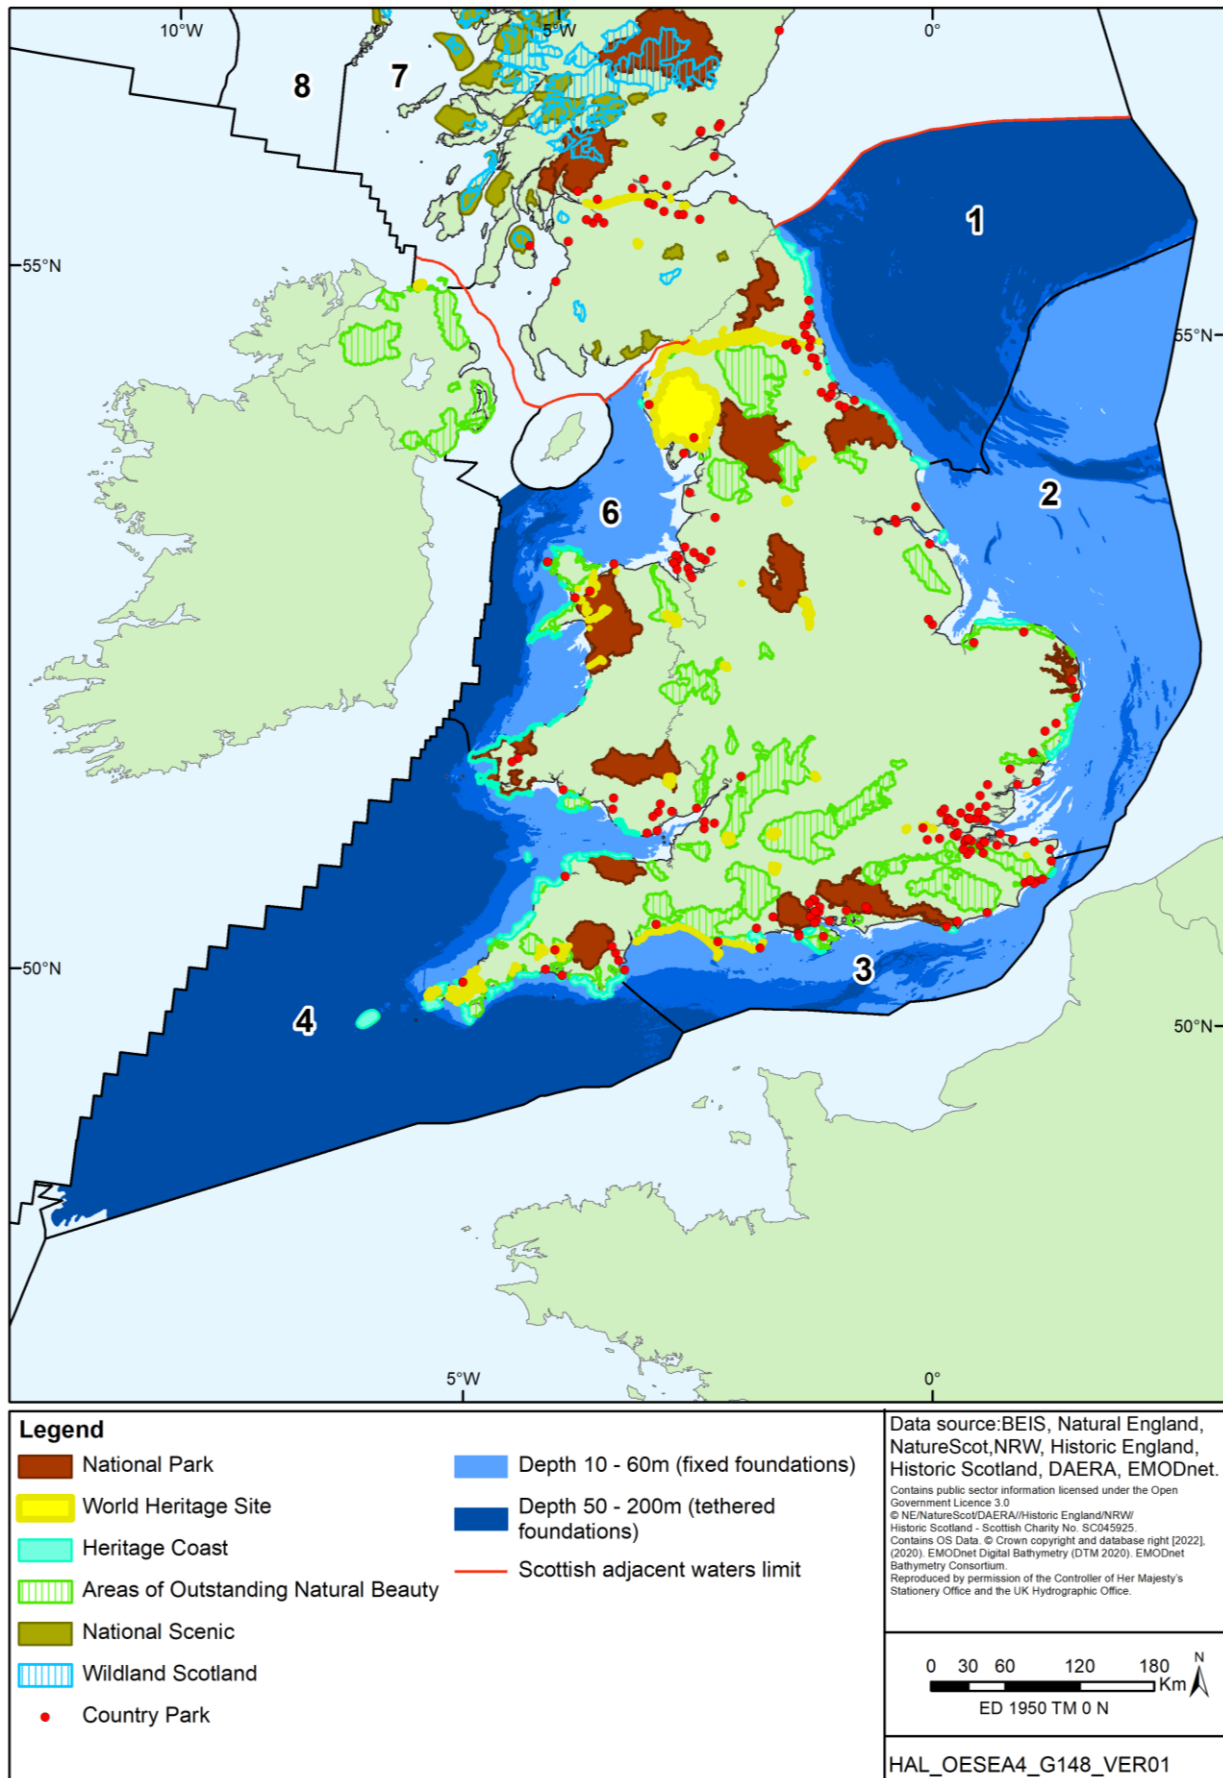 10°W
5°W
0°
8
7
1
55°N
55°N
2
6
3
50°N
4
50°N
5°W
0°
Legend
National Park
World Heritage Site
Heritage Coast
Areas of Outstanding Natural Beauty
National Scenic
Wildland Scotland
Country Park
Depth 10 - 60m (fixed foundations)
Depth 50 - 200m (tethered
foundations)
Scottish adjacent waters limit
Data source:BEIS, Natural England,
NatureScot,NRW, Historic England,
Historic Scotland, DAERA, EMODnet.
Contains public sector information licensed under the Open
Government Licence 3.0
© NE/NatureScot/DAERA//Historic England/NRW/
Historic Scotland - Scottish Charity No. SC045925.
Contains OS Data. © Crown copyright and database right [2022],
(2020). EMODnet Digital Bathymetry (DTM 2020). EMODnet
Bathymetry Consortium.
Reproduced by permission of the Controller of Her Majesty's
Stationery Office and the UK Hydrographic Office.
0 30 60 120 180
Km
N
ED 1950 TM 0 N
HAL_OESEA4_G148_VER01